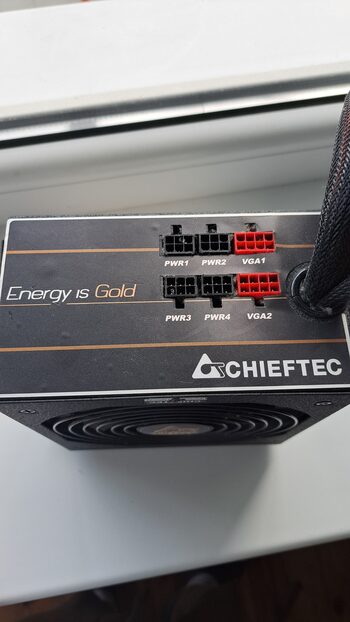 PWR1 PWR2 VGA1
Energy is Gold
PWR3 PWR4 VGA2
CHIEFTEC